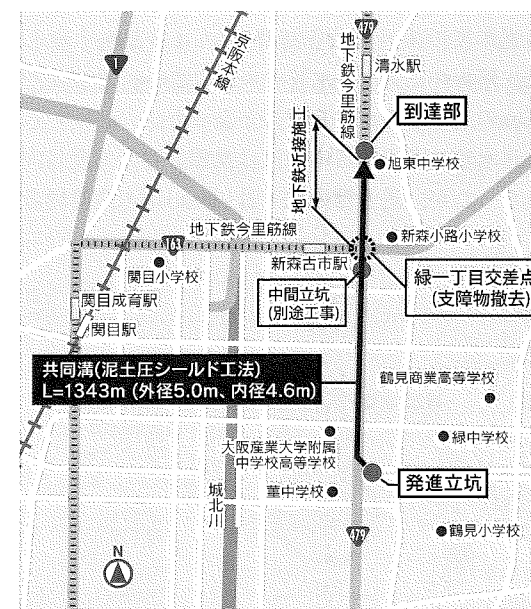 479
地下鉄今里筋線
清水駅
京阪本線
1
到達部
旭東中学校
地下鉄近接施工
地下鉄今里筋線
163
新森小路小学校
関目小学校
新森古市駅
中間立坑
(別途工事)
緑一丁目交差点
(支障物撤去)
関目成育駅
関目駅
共同溝(泥土圧シールド工法)
L=1343m (外径5.0m、内径4.6m)
鶴見商業高等学校
大阪産業大学附属
中学校高等学校
緑中学校
城北川
菫中学校
発進立坑
479
鶴見小学校
N